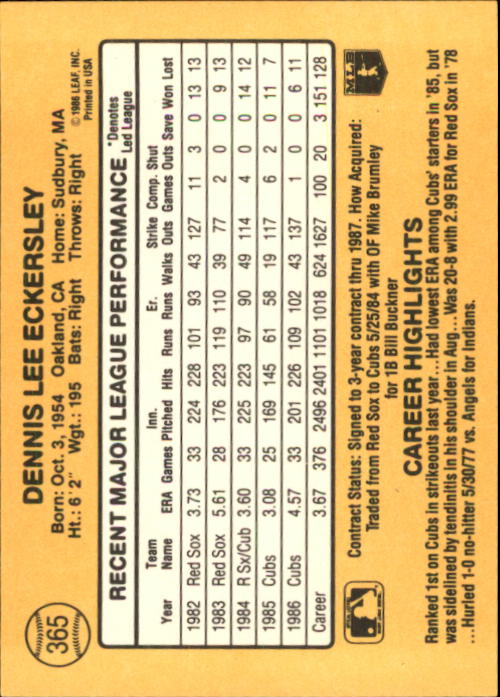 365
DENNIS LEE ECKERSLEY
Born: Oct. 3, 1954 Oakland, CA Home: Sudbury, MA
Ht.: 6' 2" Wgt.: 195 Bats: Right Throws: Right
© 1986 LEAF, INC.
Printed in USA
RECENT MAJOR LEAGUE PERFORMANCE
*Denotes
Led League
Team Inn. Er. Strike Comp. Shut
Year Name ERA Games Pitched Hits Runs Runs Walks Outs Games Outs Save Won Lost
1982 Red Sox 3.73 33 224 228 101 93 43 127 11 3 0 13 13
1983 Red Sox 5.61 28 176 223 119 110 39 77 2 0 0 9 13
1984 R Sx/Cub 3.60 33 225 223 97 90 49 114 4 0 0 14 12
1985 Cubs 3.08 25 169 145 61 58 19 117 6 2 0 11 7
1986 Cubs 4.57 33 201 226 109 102 43 137 1 0 0 6 11
Career 3.67 376 2496 2401 1101 1018 624 1627 100 20 3 151 128
Contract Status: Signed to 3-year contract thru 1987. How Acquired:
Traded from Red Sox to Cubs 5/25/84 with OF Mike Brumley
for 1B Bill Buckner
MLB
CAREER HIGHLIGHTS
Ranked 1st on Cubs in strikeouts last year...Had lowest ERA among Cubs' starters in '85, but
was sidelined by tendinitis in his shoulder in Aug...Was 20-8 with 2.99 ERA for Red Sox in '78
...Hurled 1-0 no-hitter 5/30/77 vs. Angels for Indians.